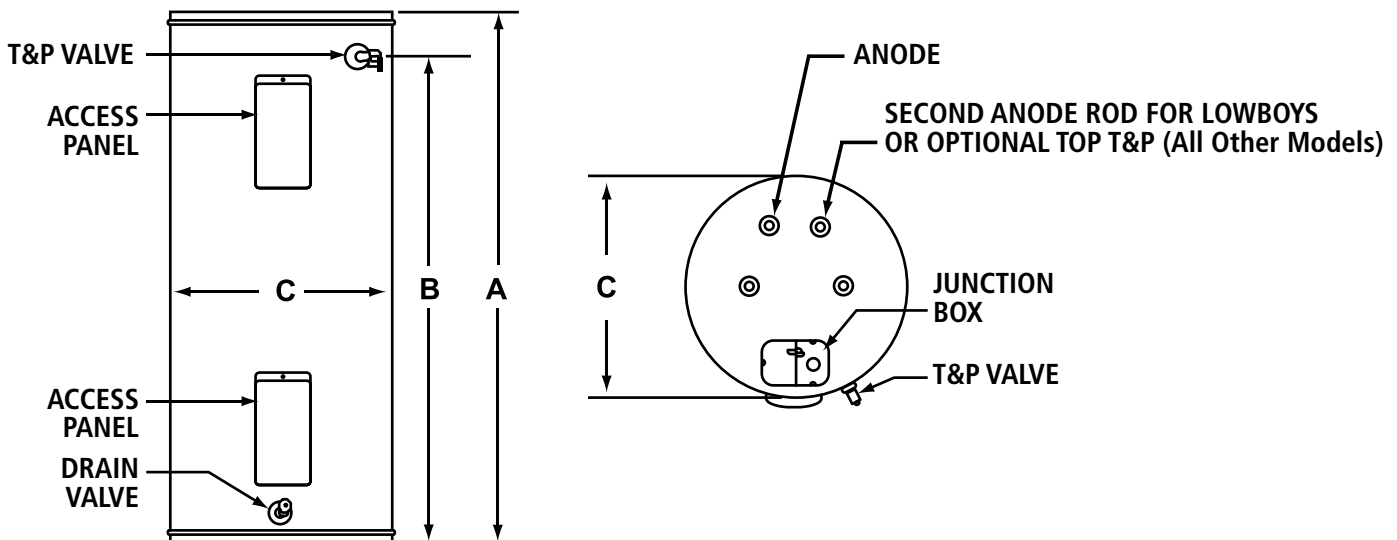 T&P VALVE
ACCESS
PANEL
C
B
A
ACCESS
PANEL
DRAIN
VALVE
ANODE
SECOND ANODE ROD FOR LOWBOYS
OR OPTIONAL TOP T&P (All Other Models)
C
JUNCTION
BOX
T&P VALVE